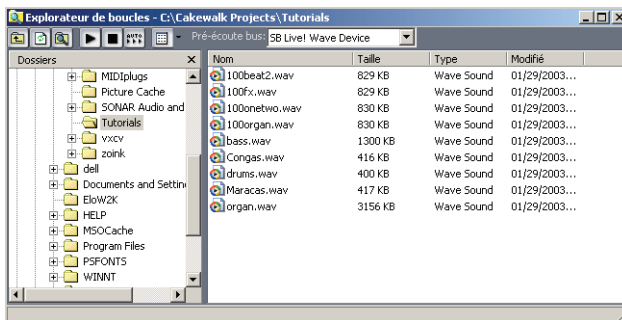 Explorateur de boucles - C:\Cakewalk Projects\Tutorials
AUTO Pré-écoute bus: SB Live! Wave Device
Dossiers
MIDIplugs
Picture Cache
SONAR Audio and
Tutorials
vxcv
zoink
dell
Documents and Settin
EloW2K
HELP
MSOCache
Program Files
PSFONTS
WINNT
Nom Taille Type Modifié
100beat2.wav 829 KB Wave Sound 01/29/2003...
100fx.wav 829 KB Wave Sound 01/29/2003...
100onetwo.wav 830 KB Wave Sound 01/29/2003...
100organ.wav 830 KB Wave Sound 01/29/2003...
bass.wav 1300 KB Wave Sound 01/29/2003...
Congas.wav 416 KB Wave Sound 01/29/2003...
drums.wav 400 KB Wave Sound 01/29/2003...
Maracas.wav 417 KB Wave Sound 01/29/2003...
organ.wav 3156 KB Wave Sound 01/29/2003...